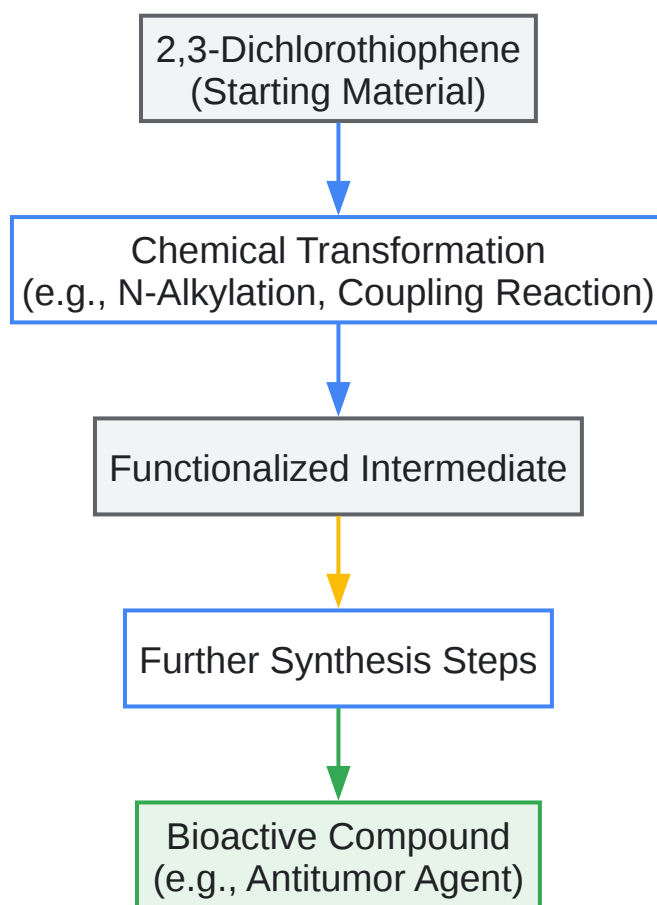 2,3-Dichlorothiophene
(Starting Material)
Chemical Transformation
(e.g., N-Alkylation, Coupling Reaction)
Functionalized Intermediate
Further Synthesis Steps
Bioactive Compound
(e.g., Antitumor Agent)